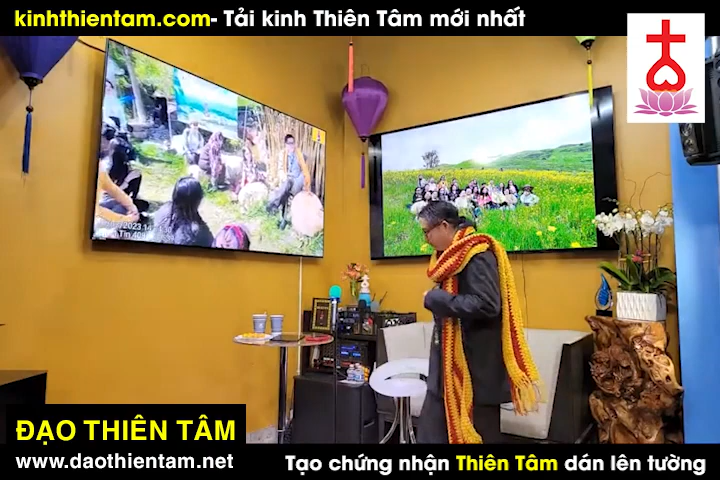 kinhthientam.com- Tải kinh Thiên Tâm mới nhất
ĐẠO THIÊN TÂM
www.daothientam.net
Tạo chứng nhận Thiên Tâm dán lên tường